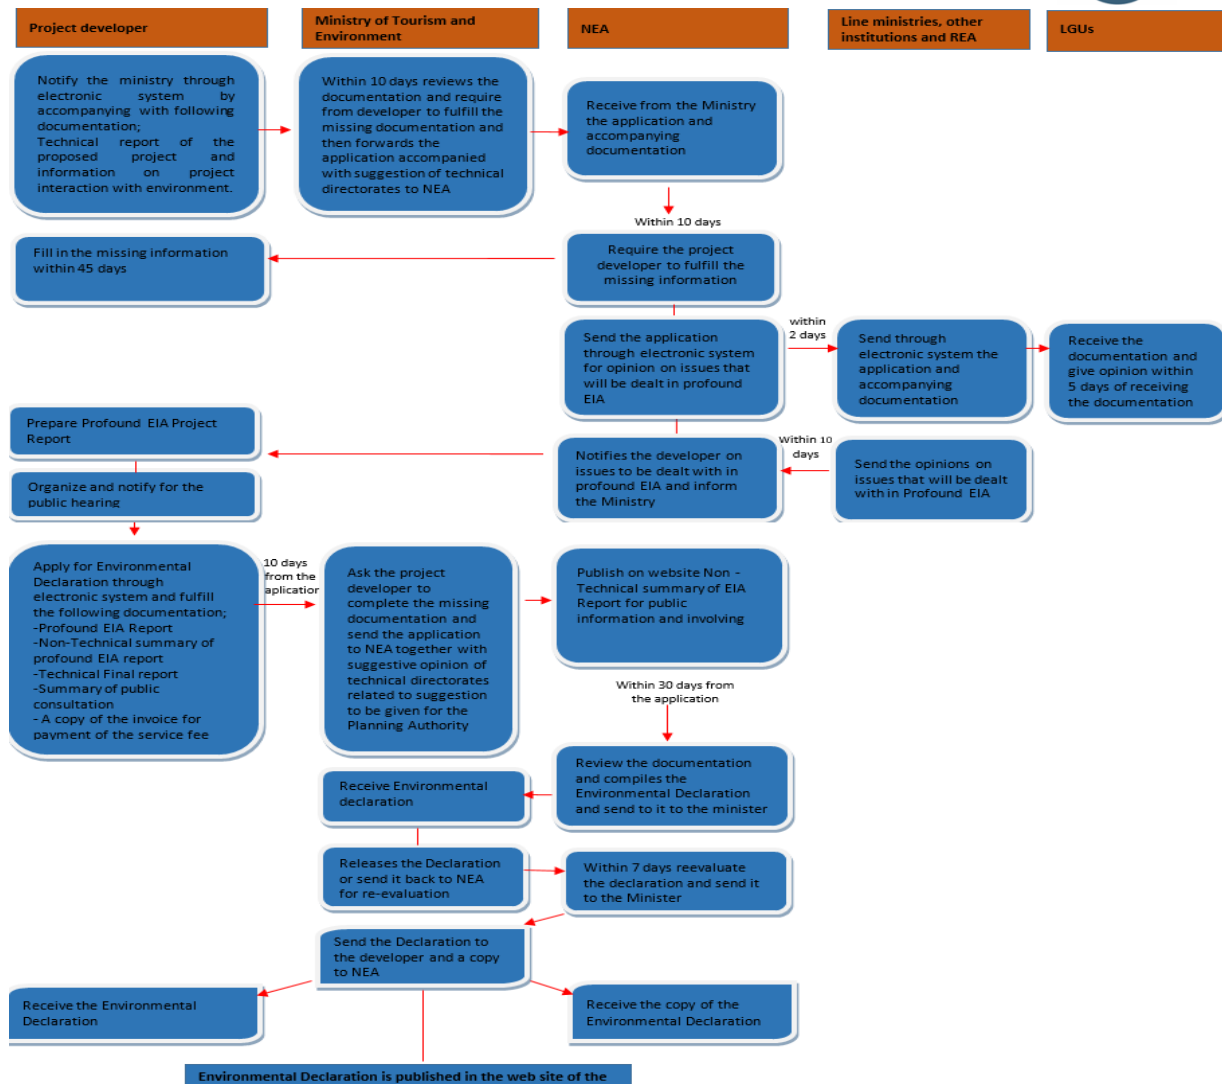 Project developer
Ministry of Tourism and
Environment
NEA
Line ministries, other
institutions and REA
LGUs
Notify the ministry through
electronic system by
accompanying with following
documentation;
Technical report of the
proposed project and
information on project
interaction with environment.
Within 10 days reviews the
documentation and require
from developer to fulfill the
missing documentation and
then forwards the
application accompanied
with suggestion of technical
directorates to NEA
Receive from the Ministry
the application and
accompanying
documentation
Within 10 days
Fill in the missing information
within 45 days
Require the project
developer to fulfill the
missing information
Send the application
through electronic system
for opinion on issues that
will be dealt in profound
EIA
within
2 days
Send through
electronic system the
application and
accompanying
documentation
Receive the
documentation and
give opinion within
5 days of receiving
the documentation
Prepare Profound EIA Project
Report
Notifies the developer on
issues to be dealt with in
profound EIA and inform
the Ministry
Within 10
days
Send the opinions on
issues that will be dealt
with in Profound EIA
Organize and notify for the
public hearing
Apply for Environmental
Declaration through
electronic system and fulfill
the following documentation;
-Profound EIA Report
-Non-Technical summary of
profound EIA report
-Technical Final report
-Summary of public
consultation
- A copy of the invoice for
payment of the service fee
10 days
from the
aplication
Ask the project
developer to
complete the missing
documentation and
send the application
to NEA together with
suggestive opinion of
technical directorates
related to suggestion
to be given for the
Planning Authority
Publish on website Non -
Technical summary of EIA
Report for public
information and involving
Within 30 days from
the application
Receive Environmental
declaration
Review the documentation
and compiles the
Environmental Declaration
and send to it to the minister
Releases the Declaration
or send it back to NEA
for re-evaluation
Within 7 days reevaluate
the declaration and send it
to the Minister
Send the Declaration to
the developer and a copy
to NEA
Receive the Environmental
Declaration
Receive the copy of the
Environmental Declaration
Environmental Declaration is published in the web site of the